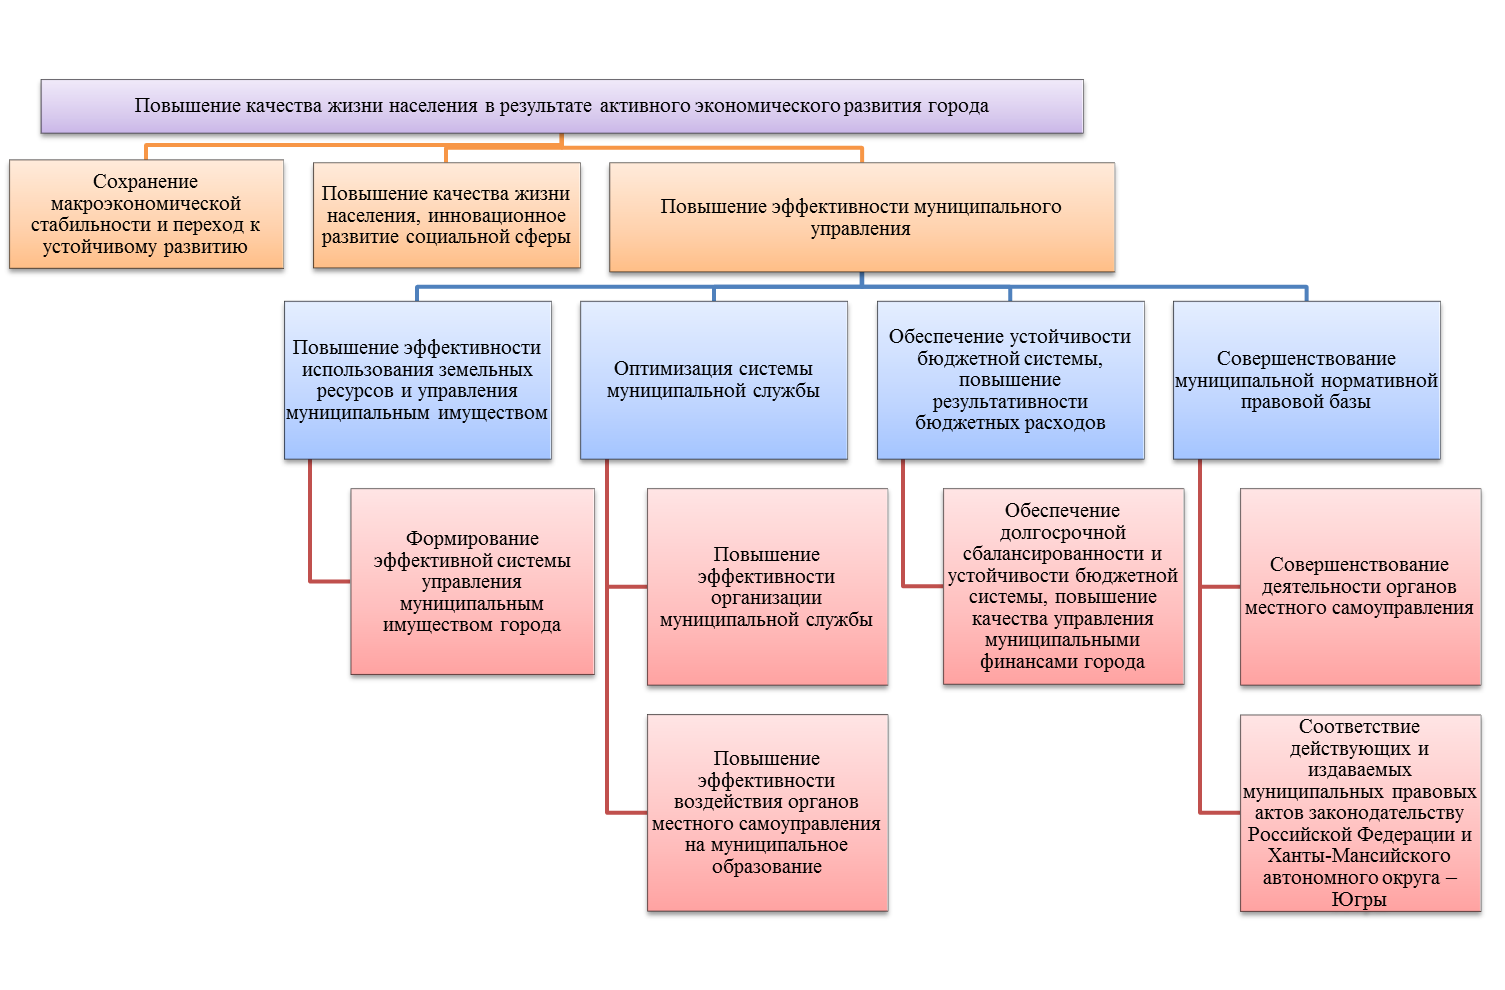 Повышение качества жизни населения в результате активного экономического развития города
Сохранение
макроэкономической
стабильности и переход к
устойчивому развитию
Повышение качества жизни
населения, инновационное
развитие социальной сферы
Повышение эффективности муниципального
управления
Повышение эффективности
использования земельных
ресурсов и управления
муниципальным имуществом
Оптимизация системы
муниципальной службы
Обеспечение устойчивости
бюджетной системы,
повышение
результативности
бюджетных расходов
Совершенствование
муниципальной нормативной
правовой базы
Формирование
эффективной системы
управления
муниципальным
имуществом города
Повышение
эффективности
организации
муниципальной службы
Обеспечение
долгосрочной
сбалансированности и
устойчивости бюджетной
системы, повышение
качества управления
муниципальными
финансами города
Совершенствование
деятельности органов
местного самоуправления
Повышение
эффективности
воздействия органов
местного самоуправления
на муниципальное
образование
Соответствие
действующих и
издаваемых
муниципальных правовых
актов законодательству
Российской Федерации и
Ханты-Мансийского
автономного округа –
Югры